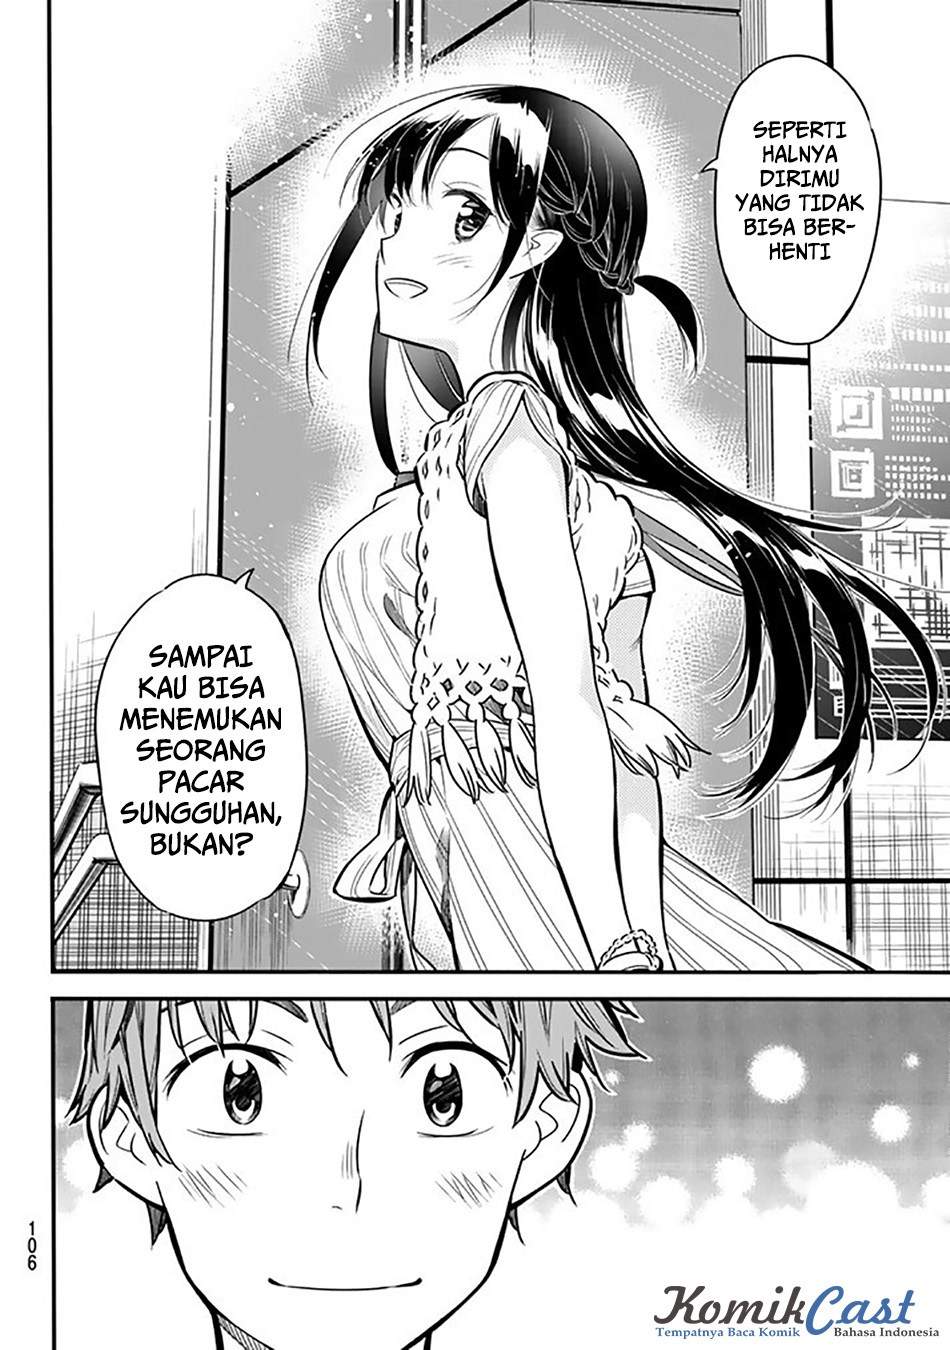 SEPERTI
HALNYA
DIRIMU
YANG TIDAK
BISA BER-
HENTI
SAMPAI
KAU BISA
MENEMUKAN
SEORANG
PACAR
SUNGGUHAN,
BUKAN?
106
KomikCast
Tempatnya Baca Komik Bahasa Indonesia